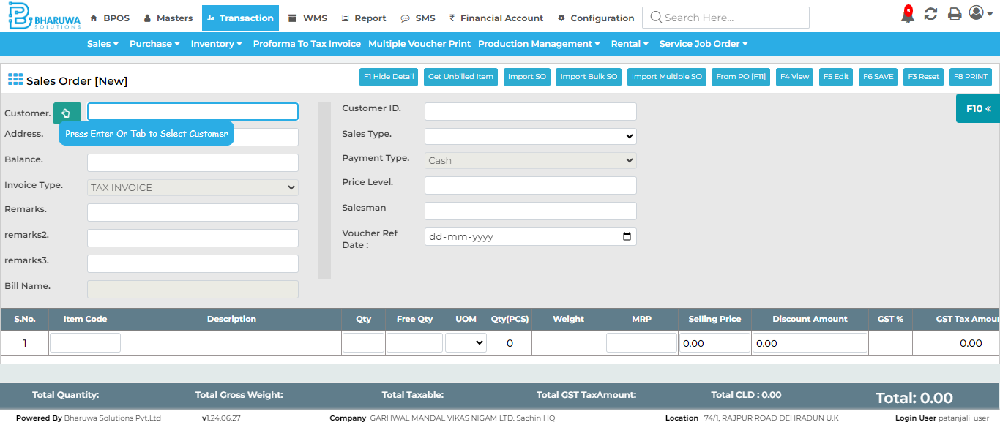 BHARUWA
SOLUTIONS
BPOS Masters Transaction WMS Report SMS ₹ Financial Account Configuration Search Here... 5
Sales Purchase Inventory Proforma To Tax Invoice Multiple Voucher Print Production Management Rental Service Job Order
Sales Order [New]
F1 Hide Detail Get Unbilled Item Import SO Import Bulk SO Import Multiple SO From PO [F11] F4 View F5 Edit F6 SAVE F3 Reset F8 PRINT
F10 «
Customer.
Press Enter Or Tab to Select Customer
Address.
Balance.
Invoice Type. TAX INVOICE
Remarks.
remarks2.
remarks3.
Bill Name.
Customer ID.
Sales Type.
Payment Type. Cash
Price Level.
Salesman
Voucher Ref
Date : dd-mm-yyyy
S.No. Item Code Description Qty Free Qty UOM Qty(PCS) Weight MRP Selling Price Discount Amount GST % GST Tax Amour
1 0 0.00 0.00 0.00
Total Quantity: Total Gross Weight: Total Taxable: Total GST TaxAmount: Total CLD : 0.00 Total: 0.00
Powered By Bharuwa Solutions Pvt.Ltd v1.24.06.27 Company GARHWAL MANDAL VIKAS NIGAM LTD. Sachin HQ Location 74/1, RAJPUR ROAD DEHRADUN U.K Login User patanjali_user